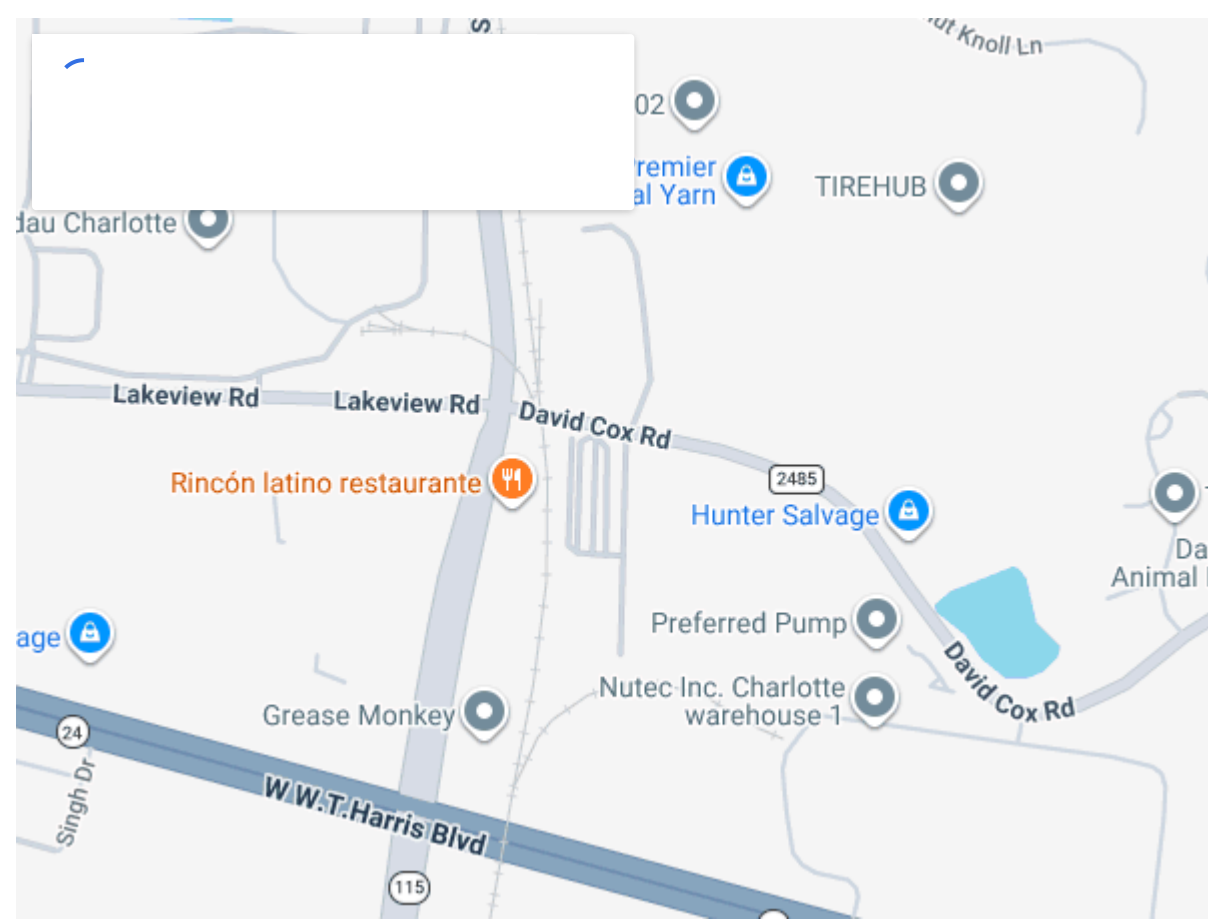 S
ut Knoll Ln
02
remier
al Yarn
TIREHUB
dau Charlotte
Lakeview Rd
Lakeview Rd
David Cox Rd
2485
Rincón latino restaurante
Hunter Salvage
Da
Animal
Preferred Pump
age
David Cox Rd
Nutec Inc. Charlotte
warehouse 1
Grease Monkey
24
Singh Dr
W W.T.Harris Blvd
115